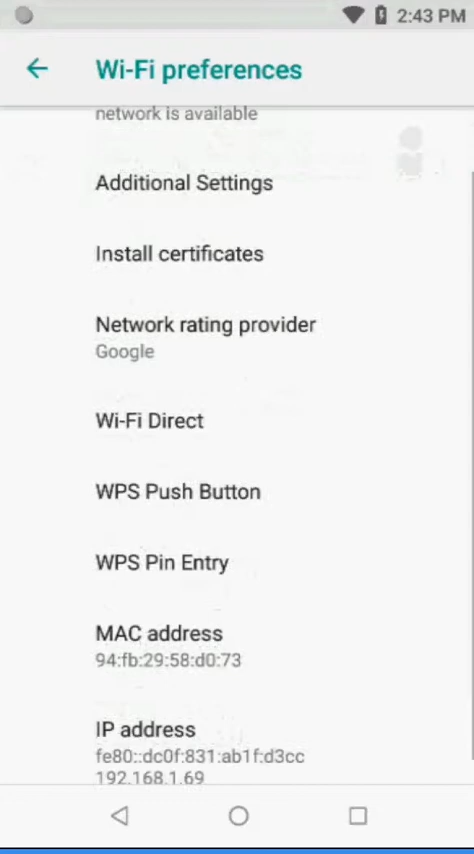 2:43 PM
Wi-Fi preferences
network is available
Additional Settings
Install certificates
Network rating provider
Google
Wi-Fi Direct
WPS Push Button
WPS Pin Entry
MAC address
94:fb:29:58:d0:73
IP address
fe80::dc0f:831:ab1f:d3cc
192.168.1.69